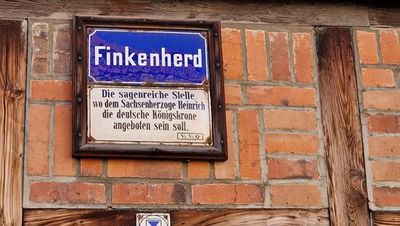 Finkenherd
Die sagenreiche Stelle,
wo dem Sachsenherzoge Heinrich
die deutsche Königskrone
angeboten sein soll.
V. V. Q.